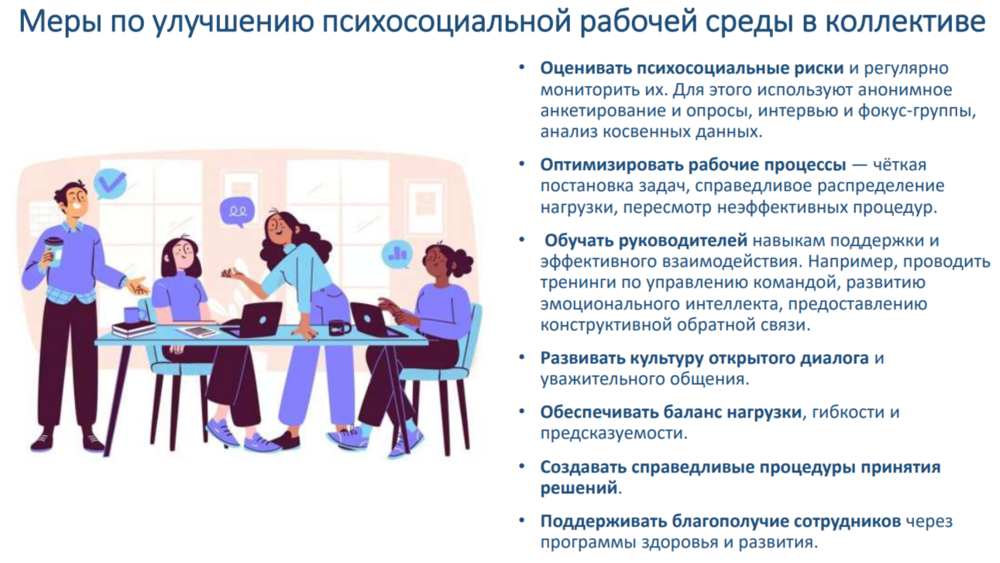 Меры по улучшению психосоциальной рабочей среды в коллективе
• Оценивать психосоциальные риски и регулярно
мониторить их. Для этого используют анонимное
анкетирование и опросы, интервью и фокус-группы,
анализ косвенных данных.
• Оптимизировать рабочие процессы — чёткая
постановка задач, справедливое распределение
нагрузки, пересмотр неэффективных процедур.
• Обучать руководителей навыкам поддержки и
эффективного взаимодействия. Например, проводить
тренинги по управлению командой, развитию
эмоционального интеллекта, предоставлению
конструктивной обратной связи.
• Развивать культуру открытого диалога и
уважительного общения.
• Обеспечивать баланс нагрузки, гибкости и
предсказуемости.
• Создавать справедливые процедуры принятия
решений.
• Поддерживать благополучие сотрудников через
программы здоровья и развития.